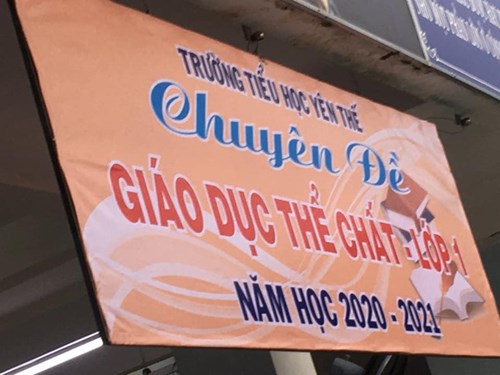 TRƯỜNG TIỂU HỌC YÊN THẾ
Chuyên Đề
GIÁO DỤC THỂ CHẤT - LỚP 1
NĂM HỌC 2020 - 2021